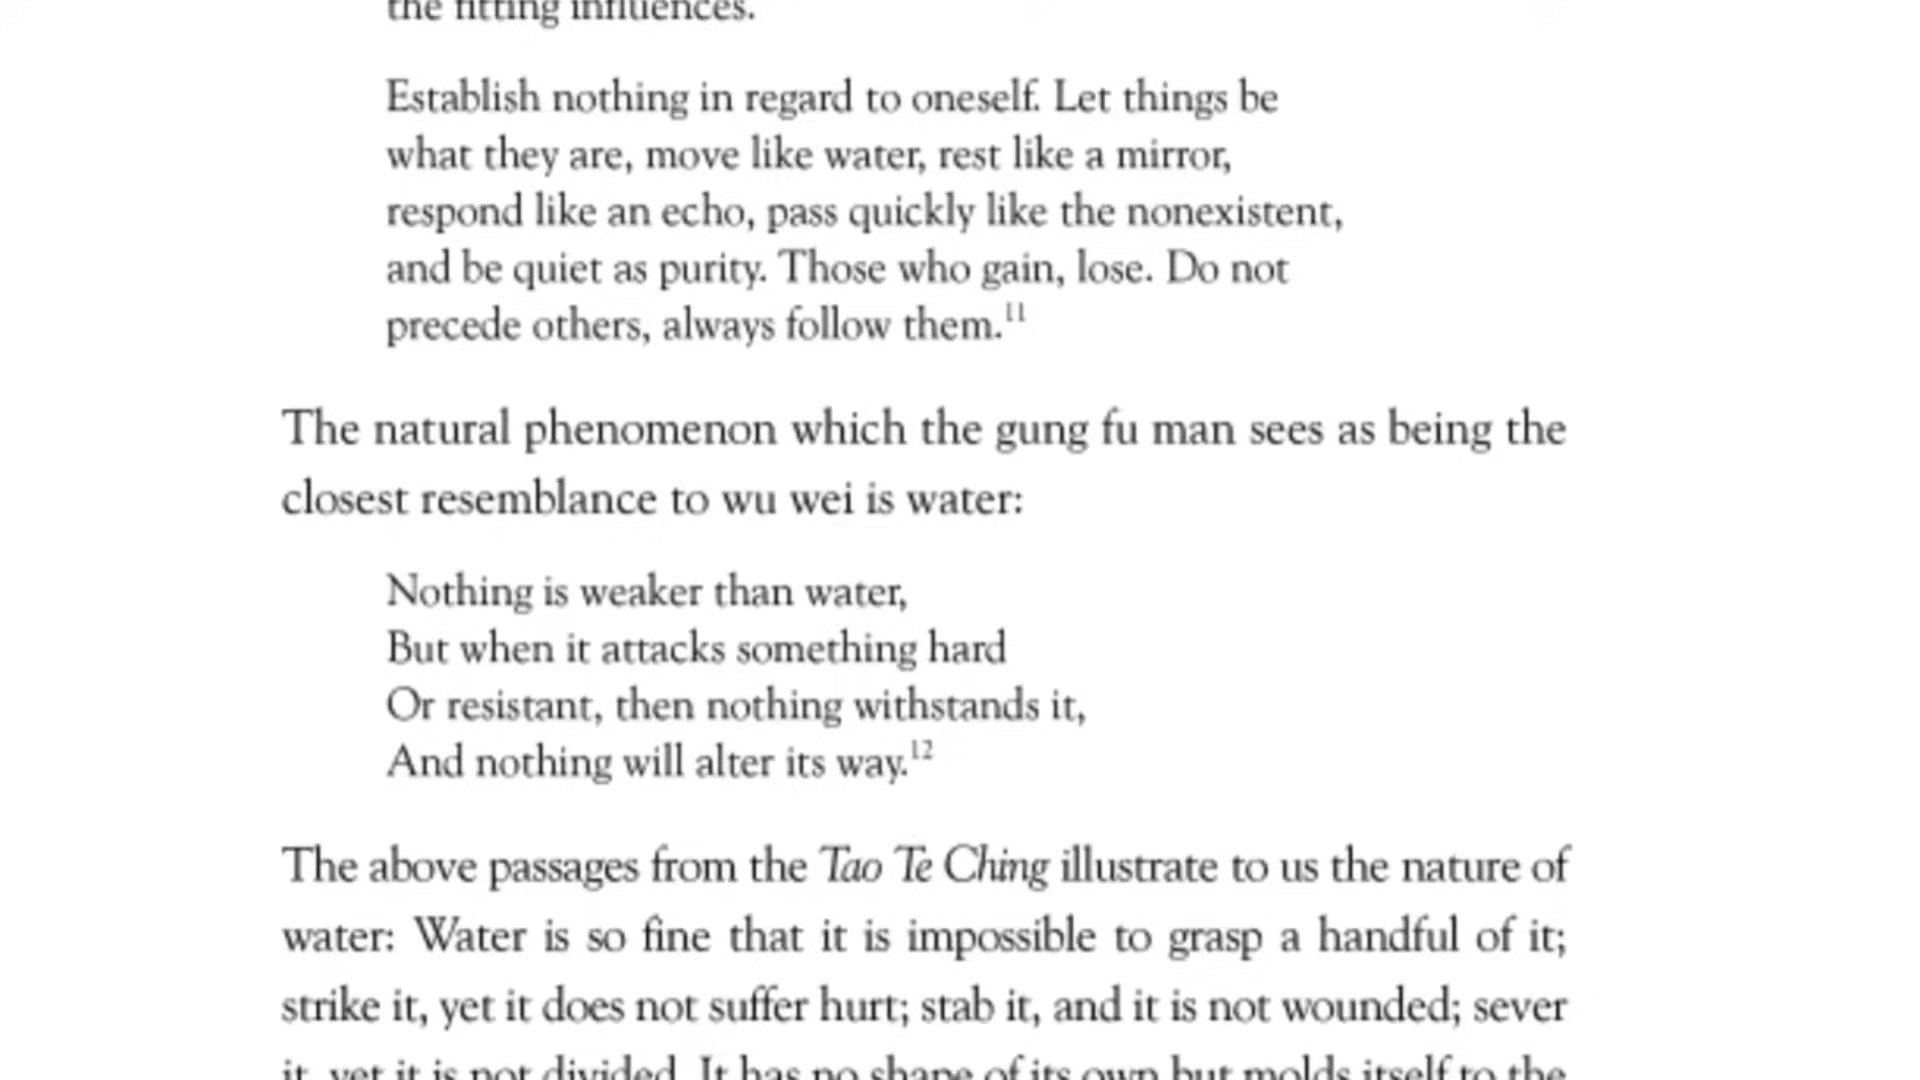 the fitting influences.
Establish nothing in regard to oneself. Let things be
what they are, move like water, rest like a mirror,
respond like an echo, pass quickly like the nonexistent,
and be quiet as purity. Those who gain, lose. Do not
precede others, always follow them.11
The natural phenomenon which the gung fu man sees as being the
closest resemblance to wu wei is water:
Nothing is weaker than water,
But when it attacks something hard
Or resistant, then nothing withstands it,
And nothing will alter its way.12
The above passages from the Tao Te Ching illustrate to us the nature of
water: Water is so fine that it is impossible to grasp a handful of it;
strike it, yet it does not suffer hurt; stab it, and it is not wounded; sever
it, yet it is not divided. It has no shape of its own but molds itself to the